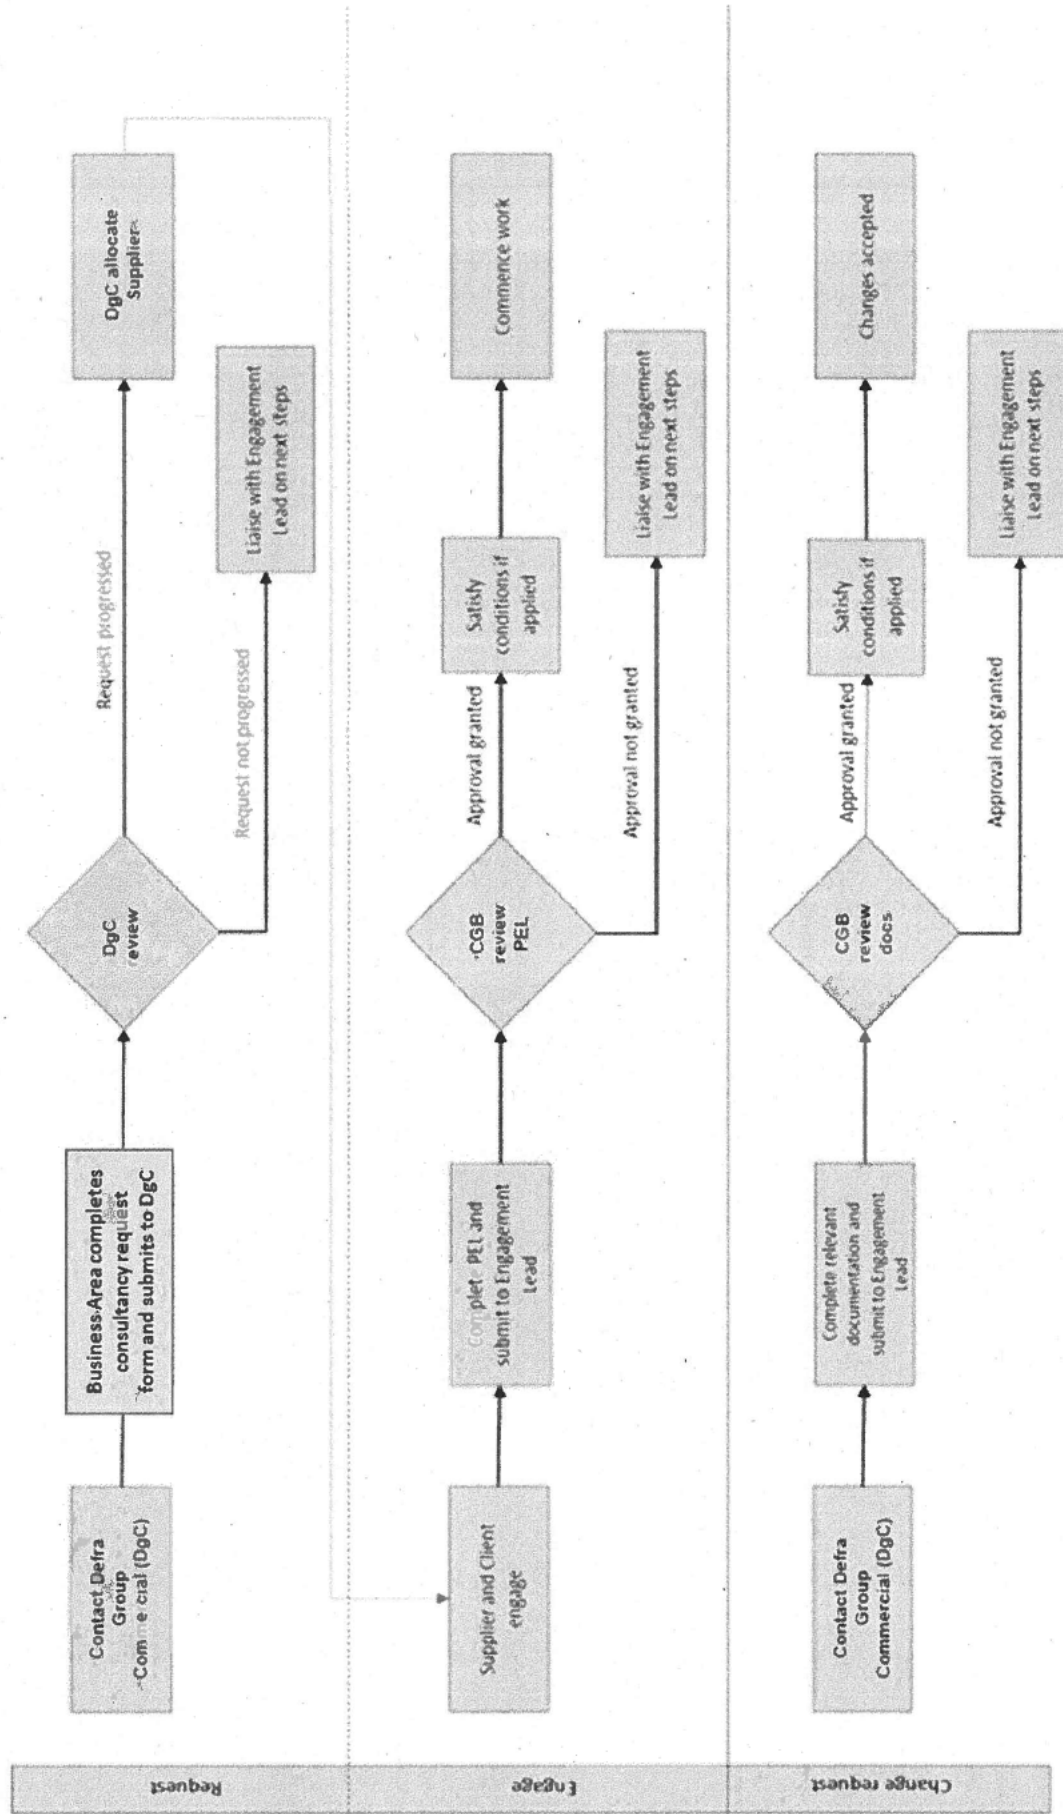 Request
Contact Defra
Group
Commercial (DgC)
Business Area completes
consultancy request
form and submits to DgC
DgC
review
Request progressed
Request not progressed
DgC allocate
Supplier
Liaise with Engagement
Lead on next steps
Engage
Supplier and Client
engage
Complete PEL and
submit to Engagement
Lead
CGB
review
PEL
Approval granted
Approval not granted
Satisfy
conditions if
applied
Commence work
Liaise with Engagement
Lead on next steps
Change request
Contact Defra
Group
Commercial (DgC)
Complete relevant
documentation and
submit to Engagement
Lead
CGB
review
docs
Approval granted
Approval not granted
Satisfy
conditions if
applied
Changes accepted
Liaise with Engagement
Lead on next steps